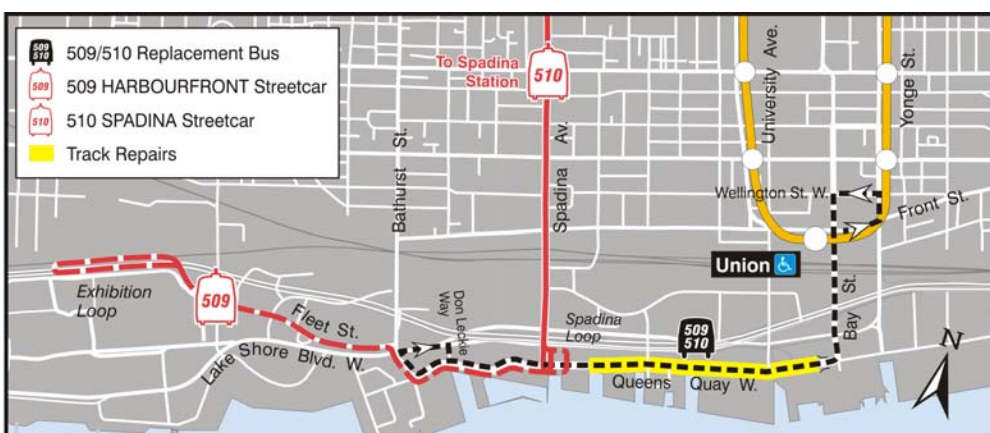 509
510
509/510 Replacement Bus
509
509 HARBOURFRONT Streetcar
510
510 SPADINA Streetcar
Track Repairs
To Spadina
Station
510
University Ave.
Yonge St.
Bathurst St.
Spadina Av.
Wellington St. W.
Front St.
Union
Exhibition
Loop
509
Fleet St.
Lake Shore Blvd. W.
Don Leckie
Way
Spadina
Loop
509
510
Bay St.
Queens Quay W.
N